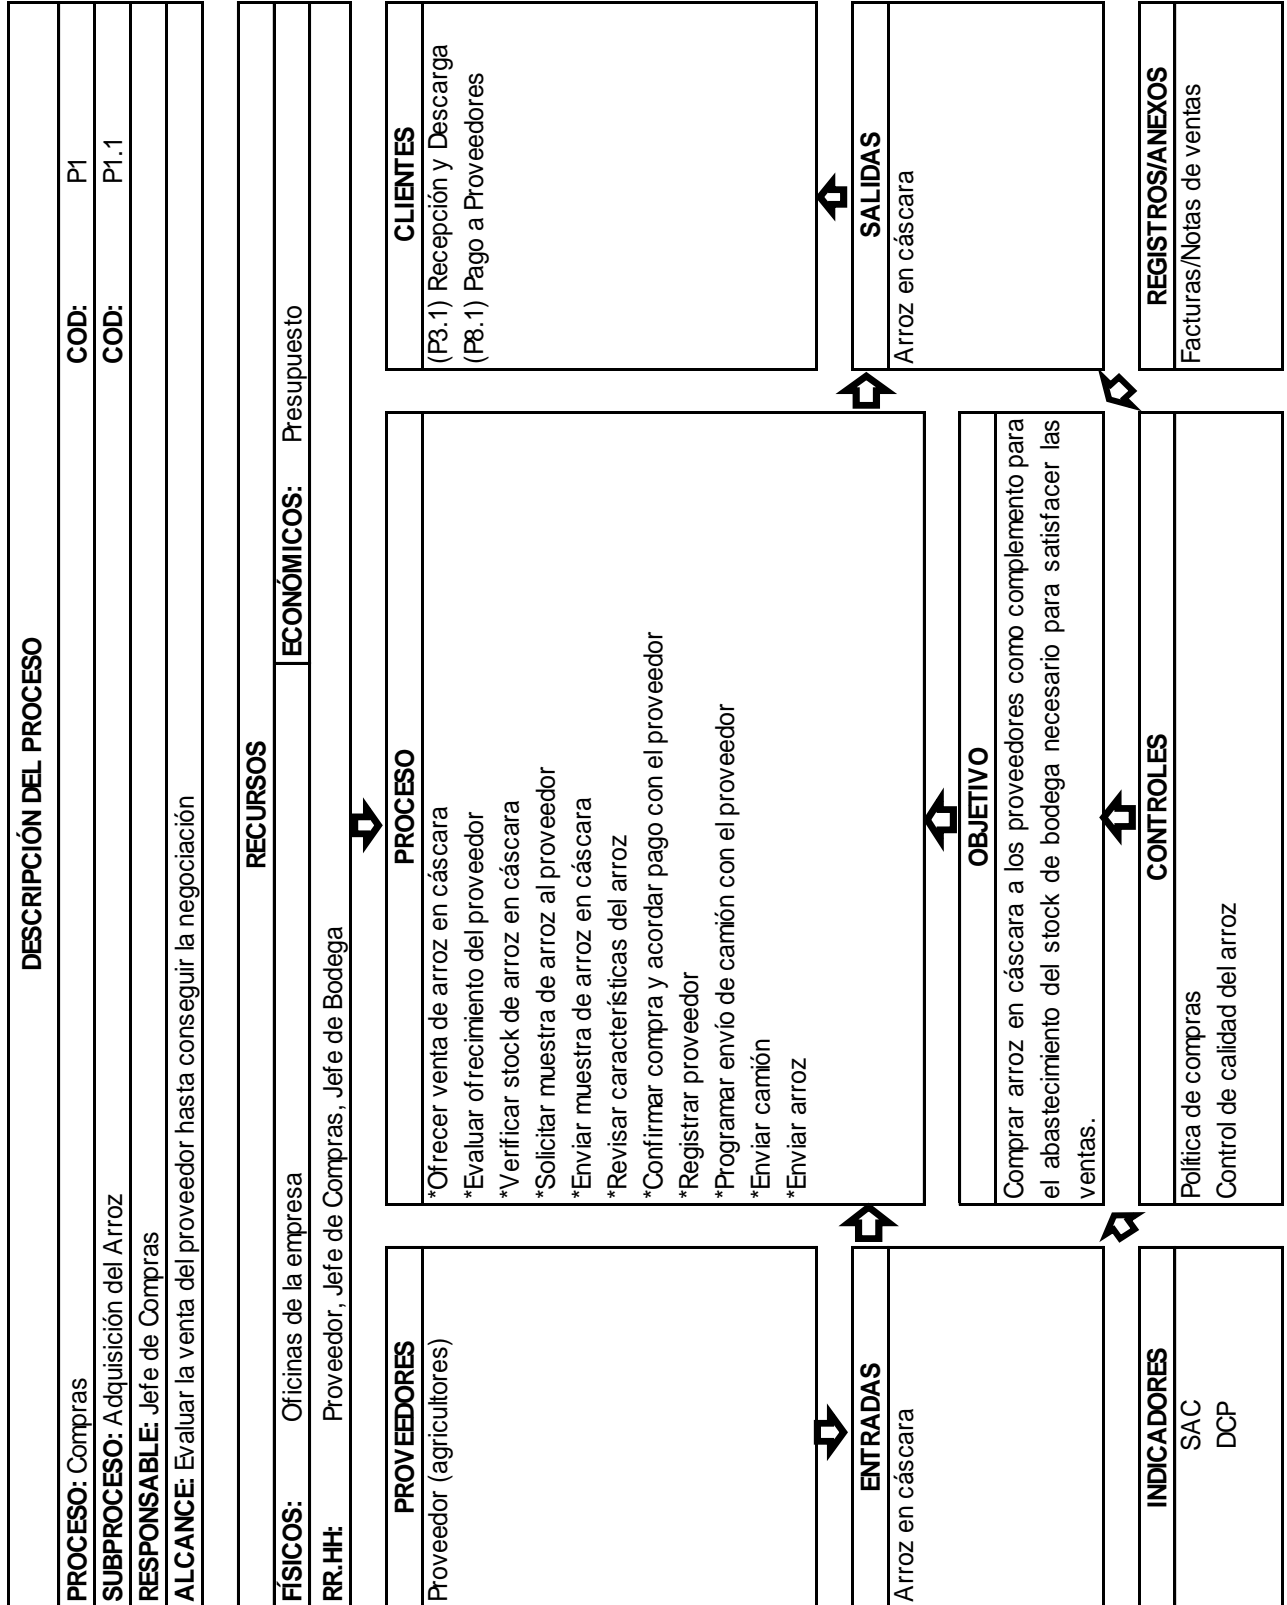 DESCRIPCIÓN DEL PROCESO
PROCESO: Compras COD: P1
SUBPROCESO: Adquisición del Arroz COD: P1.1
RESPONSABLE: Jefe de Compras
ALCANCE: Evaluar la venta del proveedor hasta conseguir la negociación
RECURSOS
FÍSICOS: Oficinas de la empresa ECONÓMICOS: Presupuesto
RR.HH: Proveedor, Jefe de Compras, Jefe de Bodega
PROVEEDORES
Proveedor (agricultores)
PROCESO
*Ofrecer venta de arroz en cáscara
*Evaluar ofrecimiento del proveedor
*Verificar stock de arroz en cáscara
*Solicitar muestra de arroz al proveedor
*Enviar muestra de arroz en cáscara
*Revisar características del arroz
*Confirmar compra y acordar pago con el proveedor
*Registrar proveedor
*Programar envío de camión con el proveedor
*Enviar camión
*Enviar arroz
CLIENTES
(P3.1) Recepción y Descarga
(P8.1) Pago a Proveedores
ENTRADAS
Arroz en cáscara
OBJETIVO
Comprar arroz en cáscara a los proveedores como complemento para
el abastecimiento del stock de bodega necesario para satisfacer las
ventas.
SALIDAS
Arroz en cáscara
INDICADORES
SAC
DCP
CONTROLES
Política de compras
Control de calidad del arroz
REGISTROS/ANEXOS
Facturas/Notas de ventas